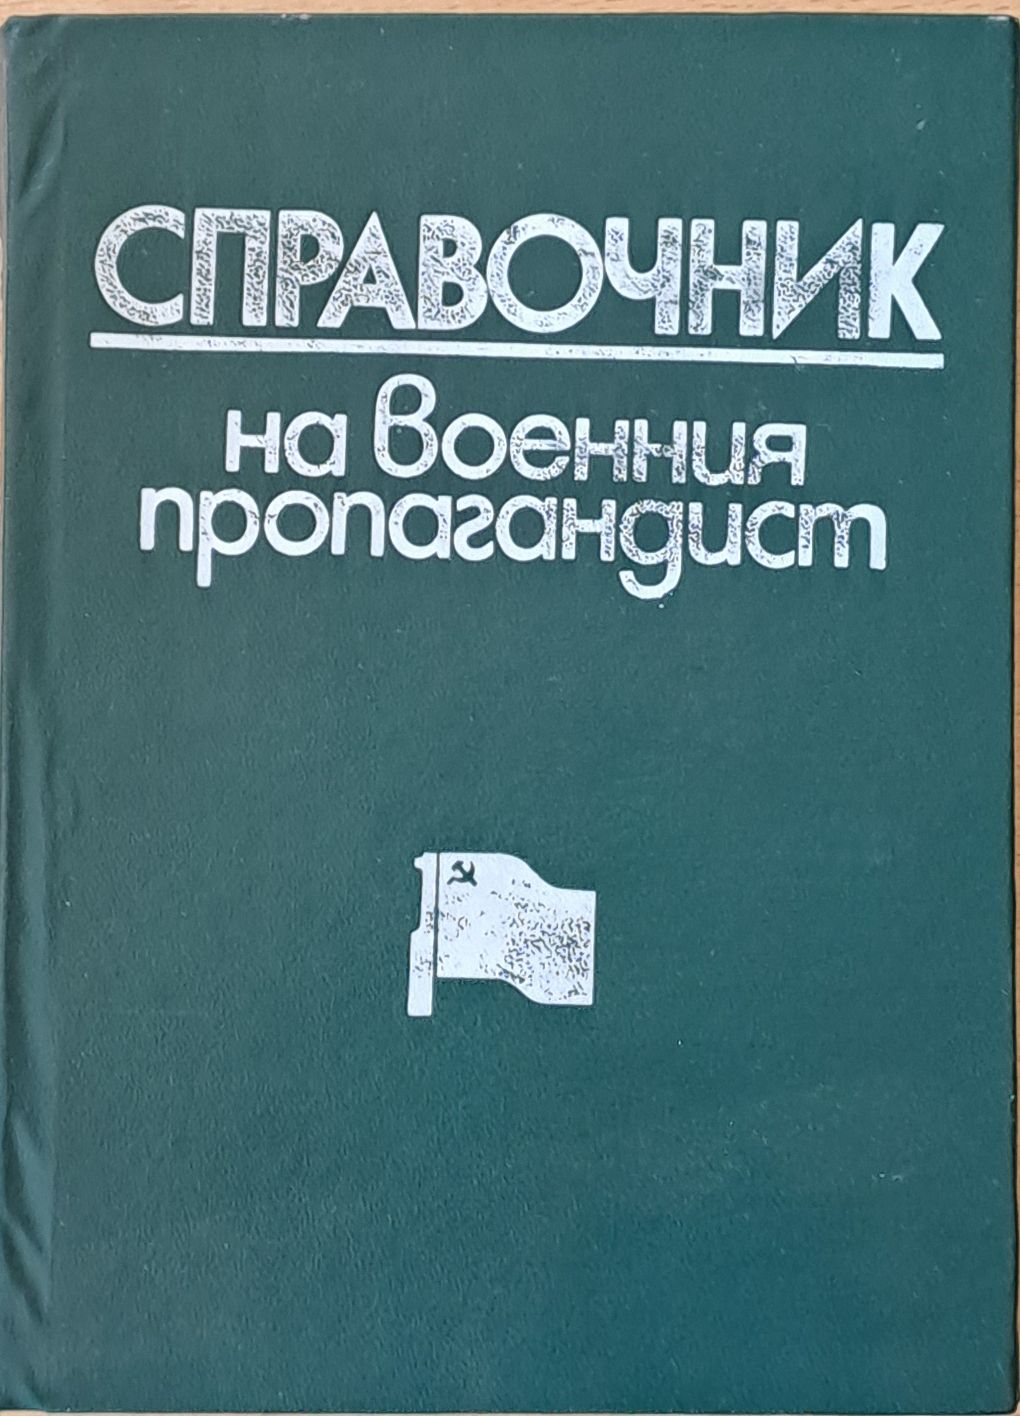 СПРАВОЧНИК
на военния
пропагандист